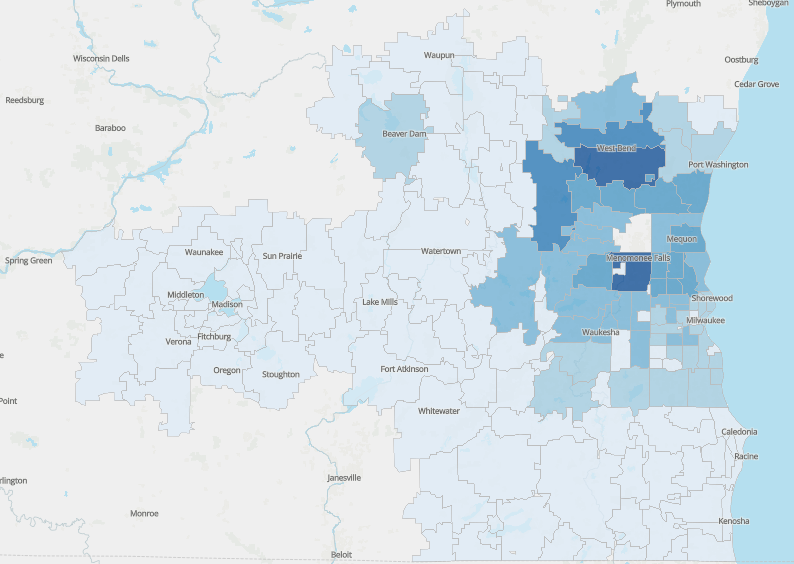 Plymouth
Sheboygan
Waupun
Wisconsin Dells
Oostburg
Cedar Grove
Reedsburg
Baraboo
Beaver Dam
West Bend
Port Washington
Mequon
Waunakee
Sun Prairie
Watertown
Menomonee Falls
Spring Green
Middleton
Madison
Lake Mills
Shorewood
Milwaukee
Waukesha
Verona
Fitchburg
Oregon
Stoughton
Fort Atkinson
Point
Whitewater
Caledonia
Racine
rlington
Janesville
Monroe
Kenosha
Beloit